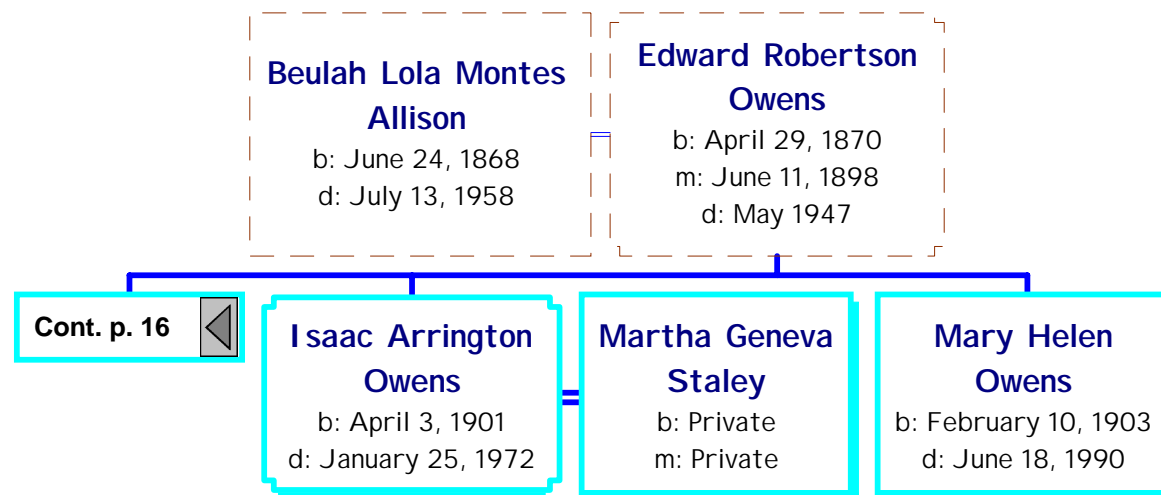 Beulah Lola Montes
Allison
b: June 24, 1868
d: July 13, 1958
Edward Robertson
Owens
b: April 29, 1870
m: June 11, 1898
d: May 1947
Cont. p. 16
Isaac Arrington
Owens
b: April 3, 1901
d: January 25, 1972
Martha Geneva
Staley
b: Private
m: Private
Mary Helen
Owens
b: February 10, 1903
d: June 18, 1990